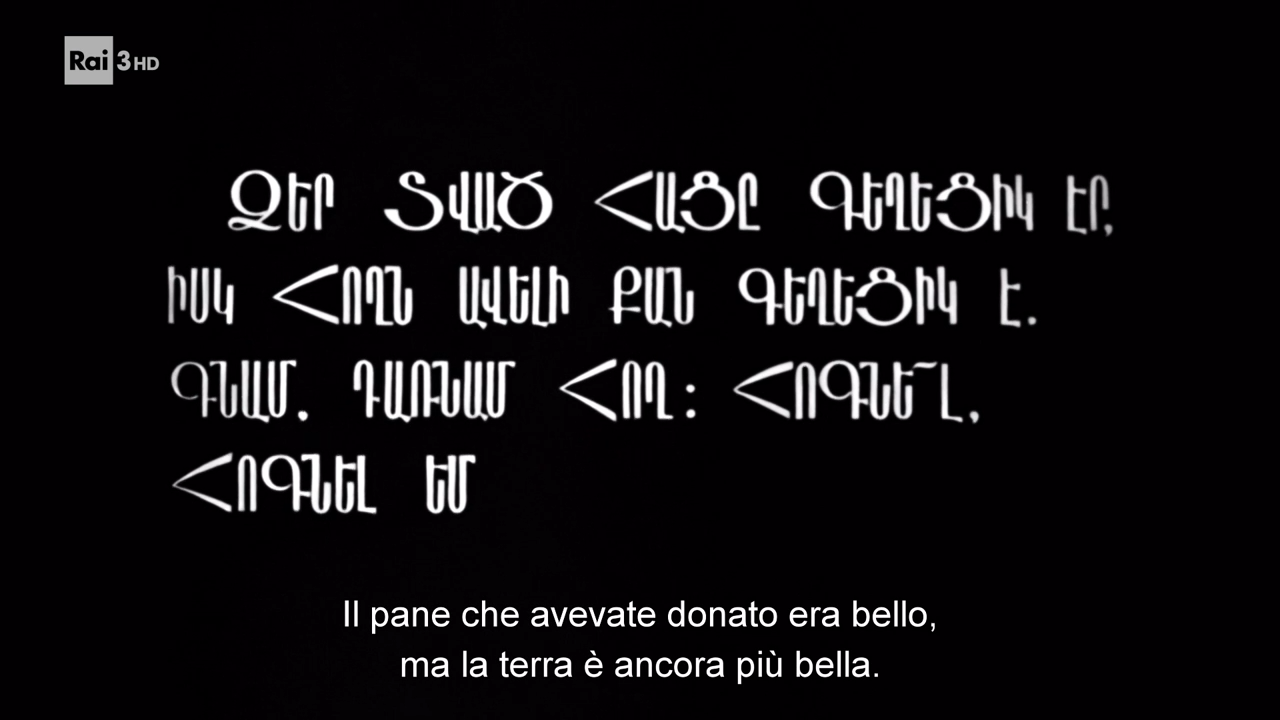 Rai 3HD
Ձեր տված հացը գեղեցիկ էր,
իսկ հողն ավելի քան գեղեցիկ է.
Գնամ. դառնամ հող: Հոգնե՜լ,
հոգնել եմ
Il pane che avevate donato era bello,
ma la terra è ancora più bella.